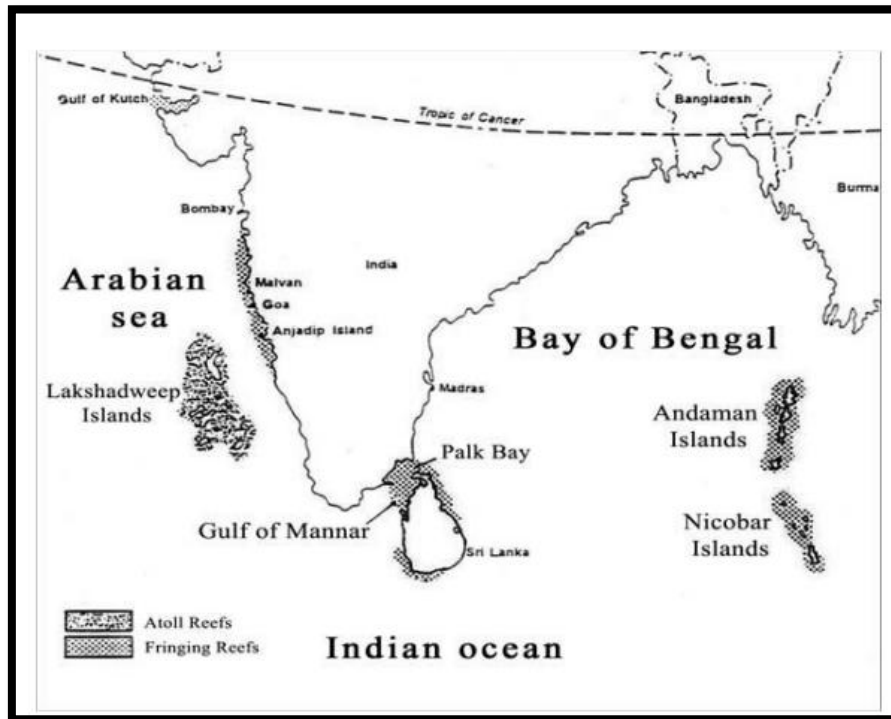 Gulf of Kutch
Tropic of Cancer
Bangladesh
Burma
Bombay
India
Arabian
sea
Malvan
Goa
Anjadip Island
Bay of Bengal
Lakshadweep
Islands
Madras
Andaman
Islands
Palk Bay
Gulf of Mannar
Nicobar
Islands
Sri Lanka
Atoll Reefs
Fringing Reefs
Indian ocean